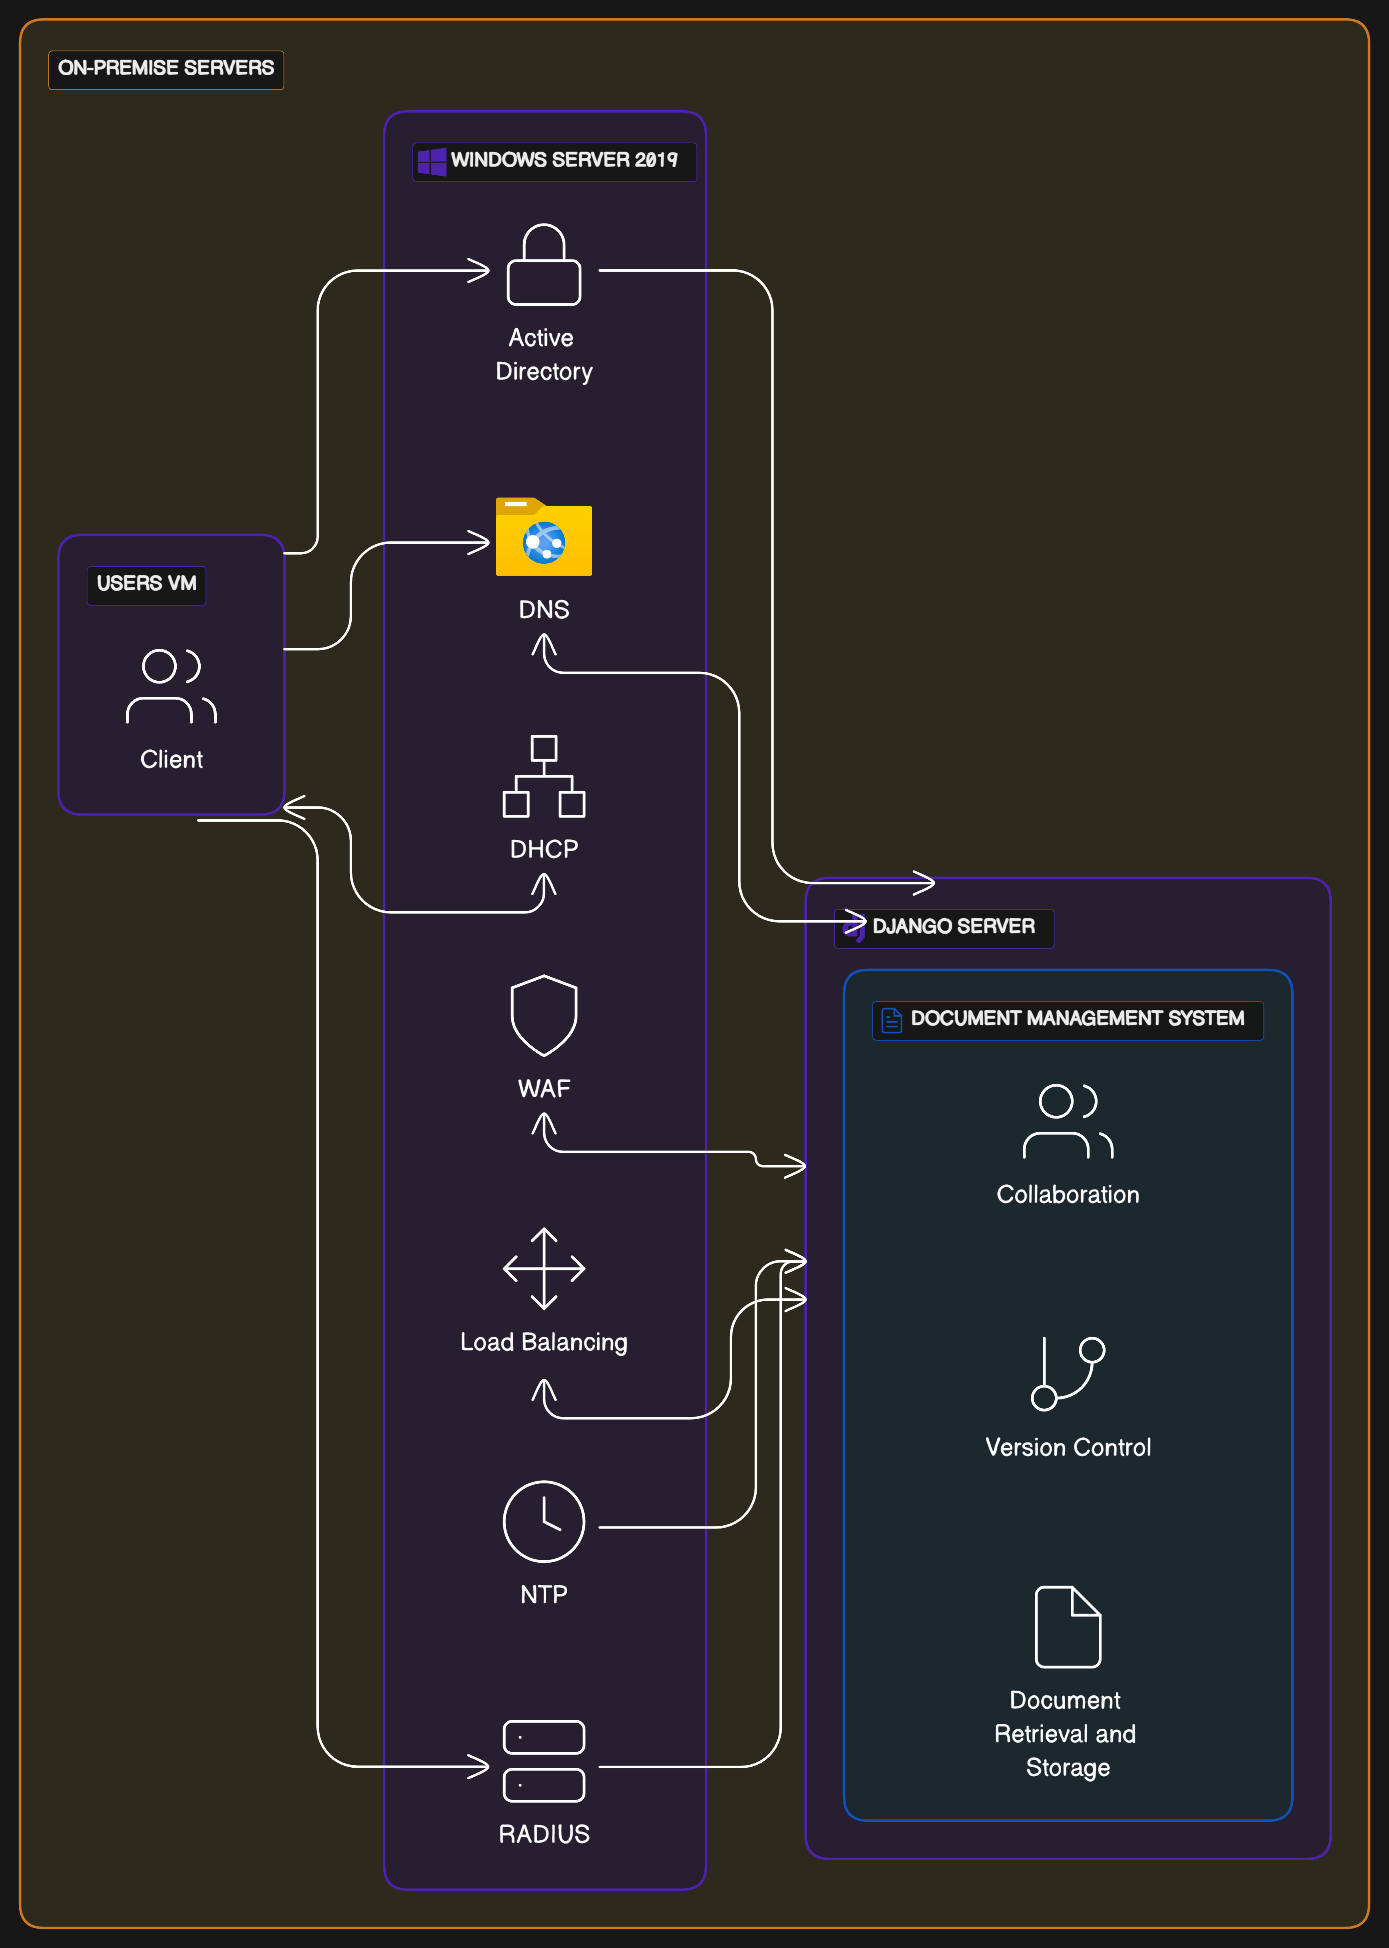 ON-PREMISE SERVERS
WINDOWS SERVER 2019
Active
Directory
DNS
USERS VM
Client
DHCP
WAF
Load Balancing
NTP
RADIUS
DJANGO SERVER
DOCUMENT MANAGEMENT SYSTEM
Collaboration
Version Control
Document
Retrieval and
Storage